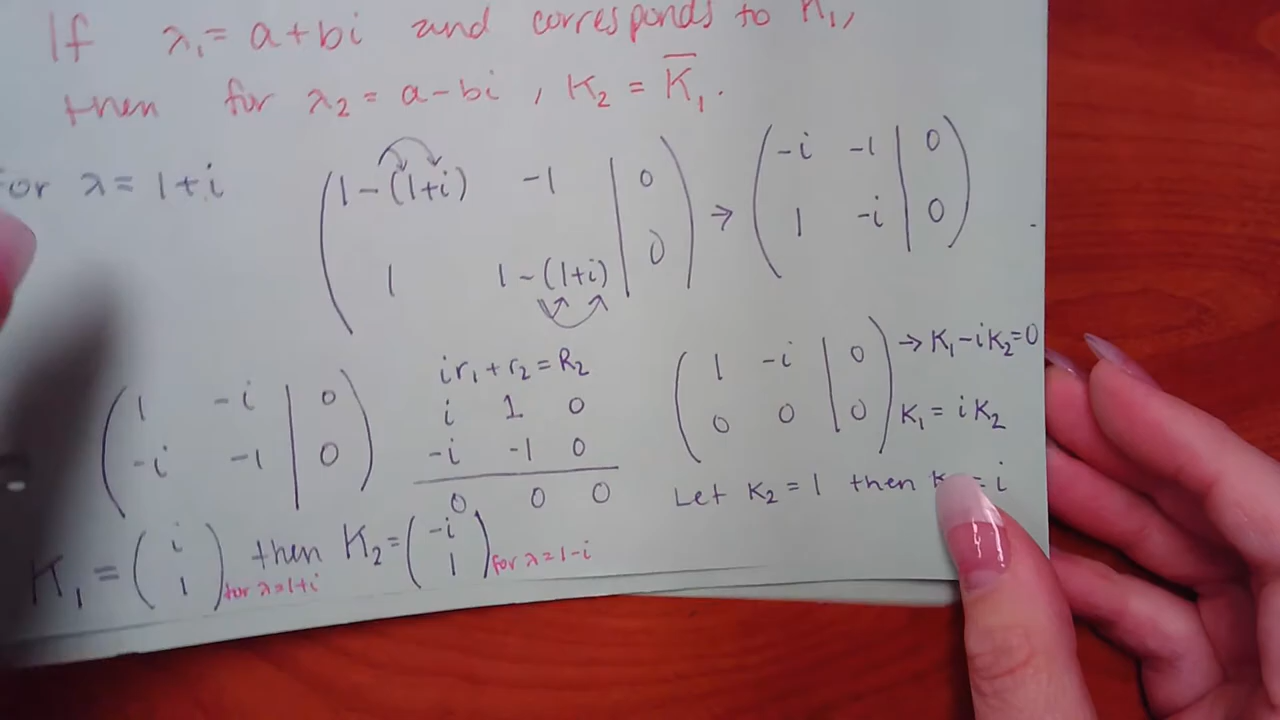 If λ₁ = a + bi and corresponds to K₁,
then for λ₂ = a - bi , K₂ = K̅₁.
for λ = 1+i
( 1 - (1+i) -1 | 0 ) → ( -i -1 | 0 )
( 1 1 - (1+i) | 0 ) ( 1 -i | 0 )
( 1 -i | 0 )
( -i -1 | 0 )
ir₁ + r₂ = R₂
i 1 0
-i -1 0
0 0 0
( 1 -i | 0 ) → K₁ - iK₂ = 0
( 0 0 | 0 ) K₁ = iK₂
Let K₂ = 1 then = i
K₁ = ( i 1 ) for λ = 1+i then K₂ = ( -i 1 ) for λ = 1-i